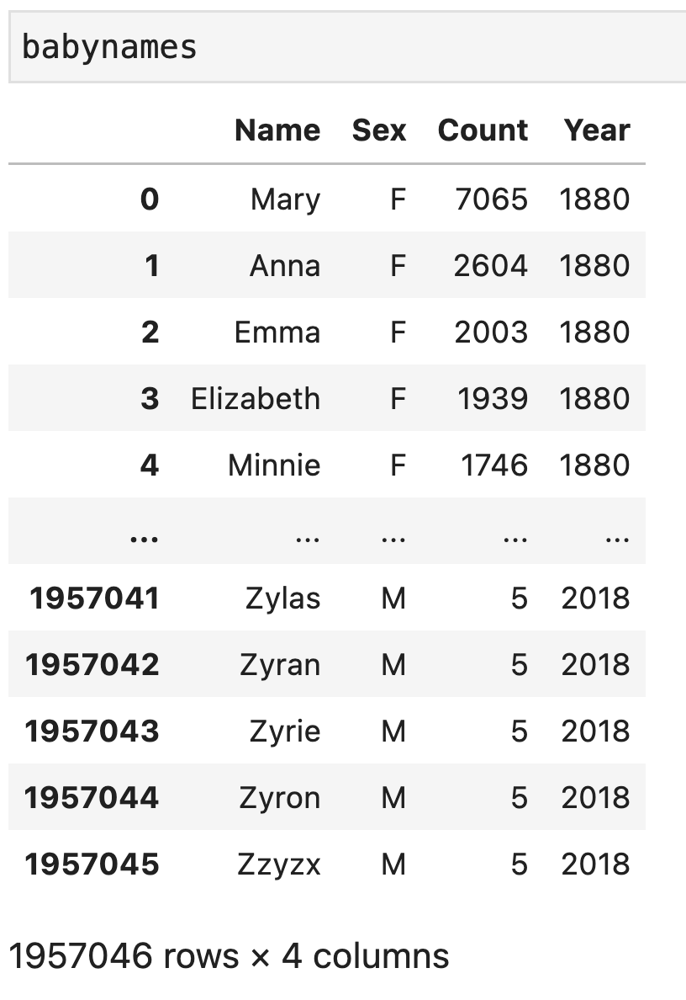 babynames
Name Sex Count Year
0 Mary F 7065 1880
1 Anna F 2604 1880
2 Emma F 2003 1880
3 Elizabeth F 1939 1880
4 Minnie F 1746 1880
... ... ... ... ...
1957041 Zylas M 5 2018
1957042 Zyran M 5 2018
1957043 Zyrie M 5 2018
1957044 Zyron M 5 2018
1957045 Zzyzx M 5 2018
1957046 rows × 4 columns